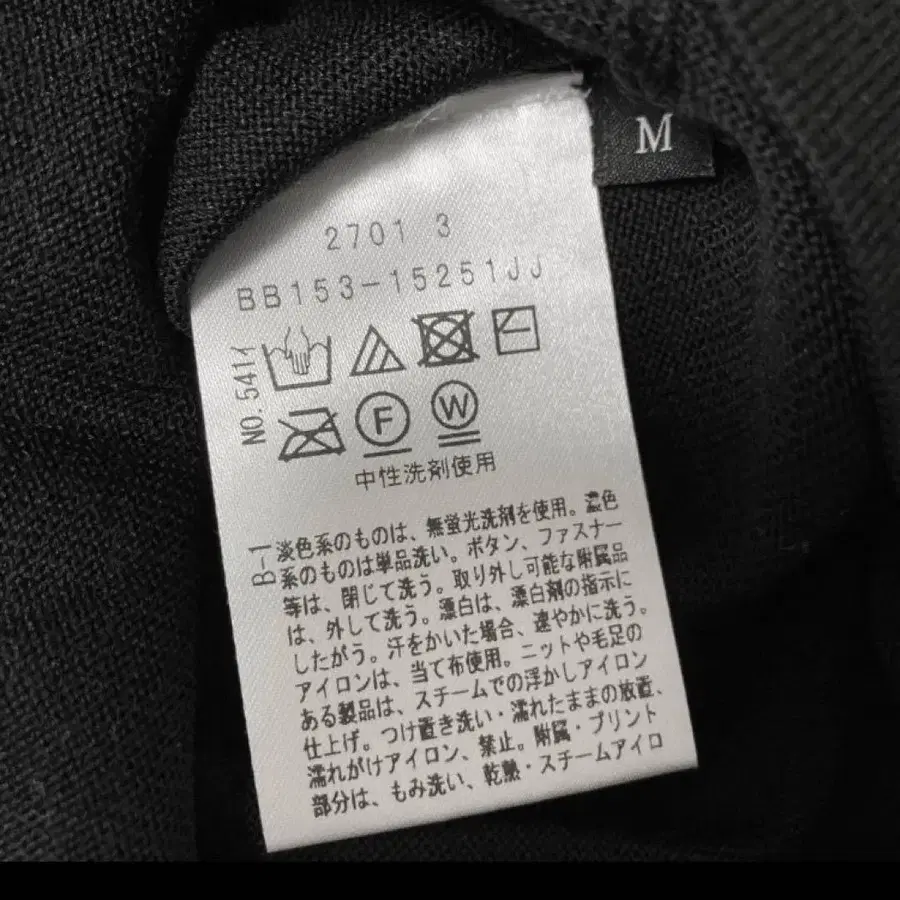 M
2701 3
BB153-15251JJ
NO.5411
F
W
中性洗剤使用
B-1
淡色系のものは、無蛍光洗剤を使用。濃色
系のものは単品洗い。ボタン、ファスナー
等は、閉じて洗う。取り外し可能な附属品
は、外して洗う。漂白は、漂白剤の指示に
したがう。汗をかいた場合、速やかに洗う。
アイロンは、当て布使用。ニットや毛足の
ある製品は、スチームでの浮かしアイロン
仕上げ。つけ置き洗い・濡れたままの放置、
濡れがけアイロン、禁止。附属・プリント
部分は、もみ洗い、乾熱・スチームアイロ